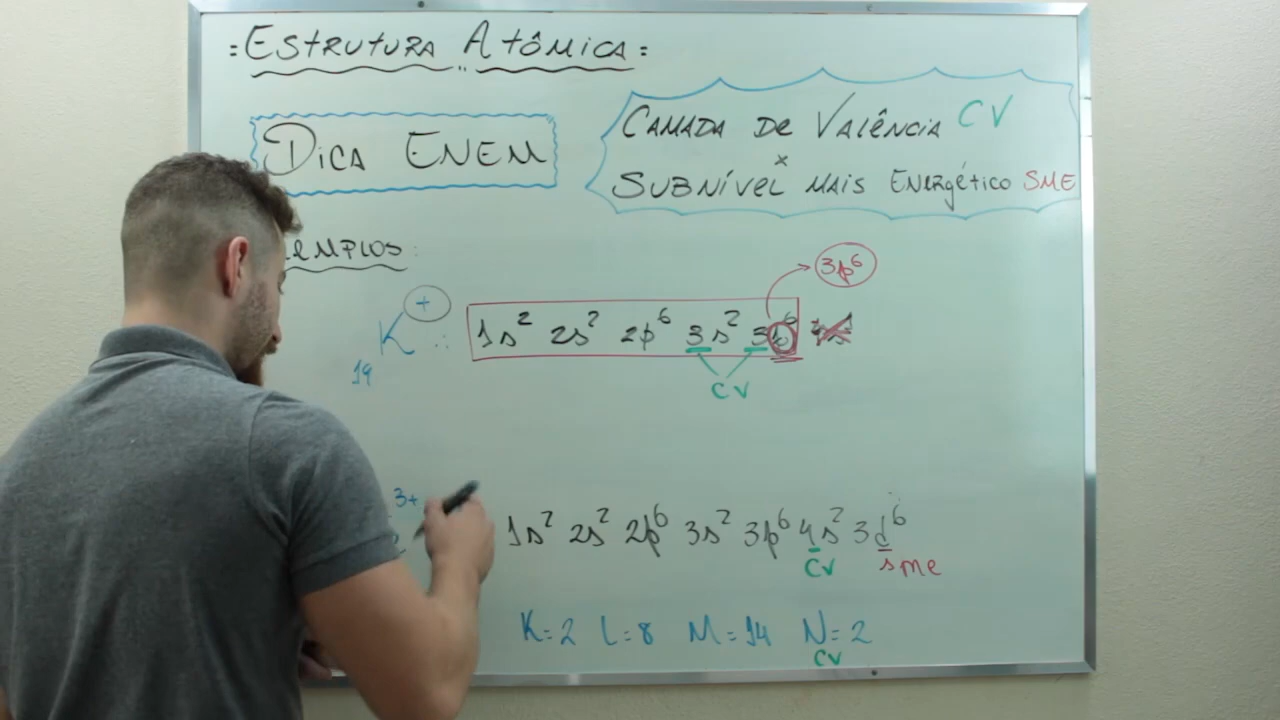 = Estrutura Atômica =
Dica ENEM
Camada de Valência CV
x
Subnível mais Energético SME
emplos:
3p⁶
K⁺ ∴ 1s² 2s² 2p⁶ 3s² 3p⁶
19
CV
3+
1s² 2s² 2p⁶ 3s² 3p⁶ 4s² 3d⁶
CV sme
K=2 L=8 M=14 N=2
CV